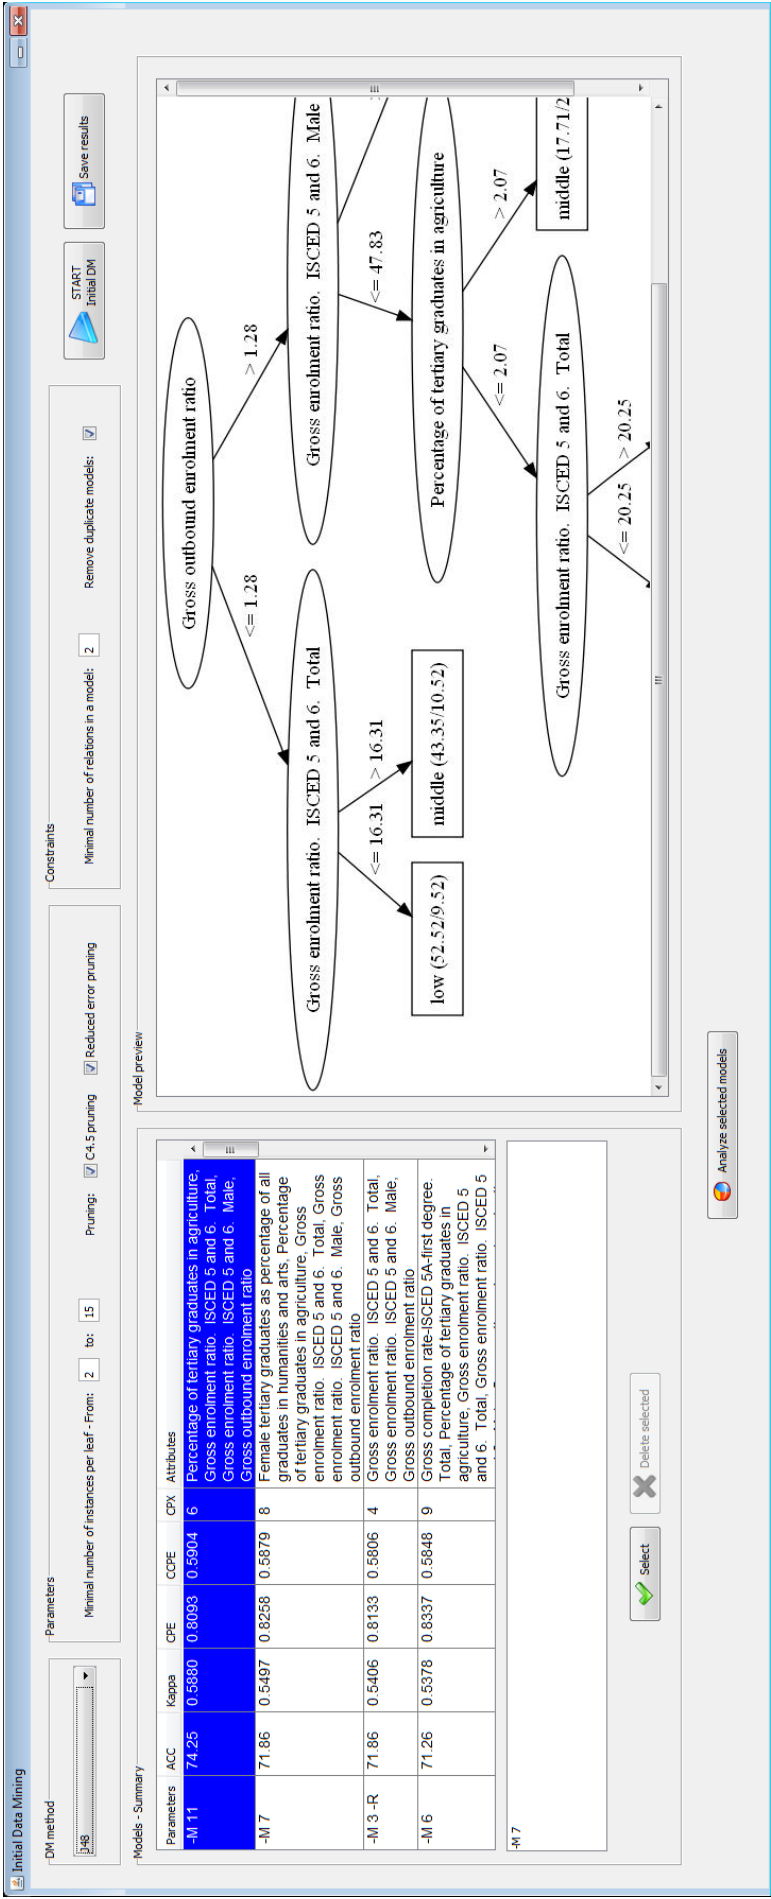 Initial Data Mining
DM method
J48
Parameters
Minimal number of instances per leaf - From: 2 to: 15 Pruning: C4.5 pruning Reduced error pruning
Constraints
Minimal number of relations in a model: 2 Remove duplicate models:
START
Initial DM
Save results
Models - Summary
Parameters ACC Kappa CPE CCPE CPX Attributes
-M 11 74.25 0.5880 0.8093 0.5904 6 Percentage of tertiary graduates in agriculture,
Gross enrolment ratio. ISCED 5 and 6. Total,
Gross enrolment ratio. ISCED 5 and 6. Male,
Gross outbound enrolment ratio
-M 7 71.86 0.5497 0.8258 0.5879 8 Female tertiary graduates as percentage of all
graduates in humanities and arts, Percentage
of tertiary graduates in agriculture, Gross
enrolment ratio. ISCED 5 and 6. Total, Gross
enrolment ratio. ISCED 5 and 6. Male, Gross
outbound enrolment ratio
-M 3 -R 71.86 0.5406 0.8133 0.5806 4 Gross enrolment ratio. ISCED 5 and 6. Total,
Gross enrolment ratio. ISCED 5 and 6. Male,
Gross outbound enrolment ratio
-M 6 71.26 0.5378 0.8337 0.5848 9 Gross completion rate-ISCED 5A-first degree.
Total, Percentage of tertiary graduates in
agriculture, Gross enrolment ratio. ISCED 5
and 6. Total, Gross enrolment ratio. ISCED 5
-M 7
Select
Delete selected
Model preview
Gross outbound enrolment ratio
<= 1.28
> 1.28
Gross enrolment ratio. ISCED 5 and 6. Total
Gross enrolment ratio. ISCED 5 and 6. Male
<= 16.31
> 16.31
<= 47.83
low (52.52/9.52)
middle (43.35/10.52)
Percentage of tertiary graduates in agriculture
<= 2.07
> 2.07
Gross enrolment ratio. ISCED 5 and 6. Total
middle (17.71/2
<= 20.25
> 20.25
Analyze selected models